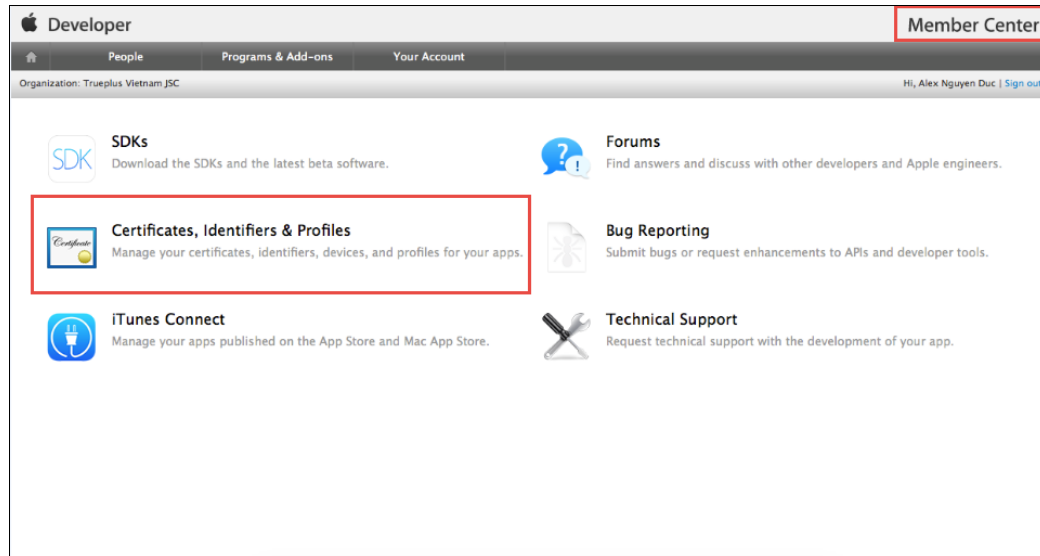 Developer
Member Center
People Programs & Add-ons Your Account
Organization: Trueplus Vietnam JSC
Hi, Alex Nguyen Duc | Sign out
SDK
SDKs
Download the SDKs and the latest beta software.
?
!
Forums
Find answers and discuss with other developers and Apple engineers.
Certificate
Certificates, Identifiers & Profiles
Manage your certificates, identifiers, devices, and profiles for your apps.
Bug Reporting
Submit bugs or request enhancements to APIs and developer tools.
iTunes Connect
Manage your apps published on the App Store and Mac App Store.
Technical Support
Request technical support with the development of your app.